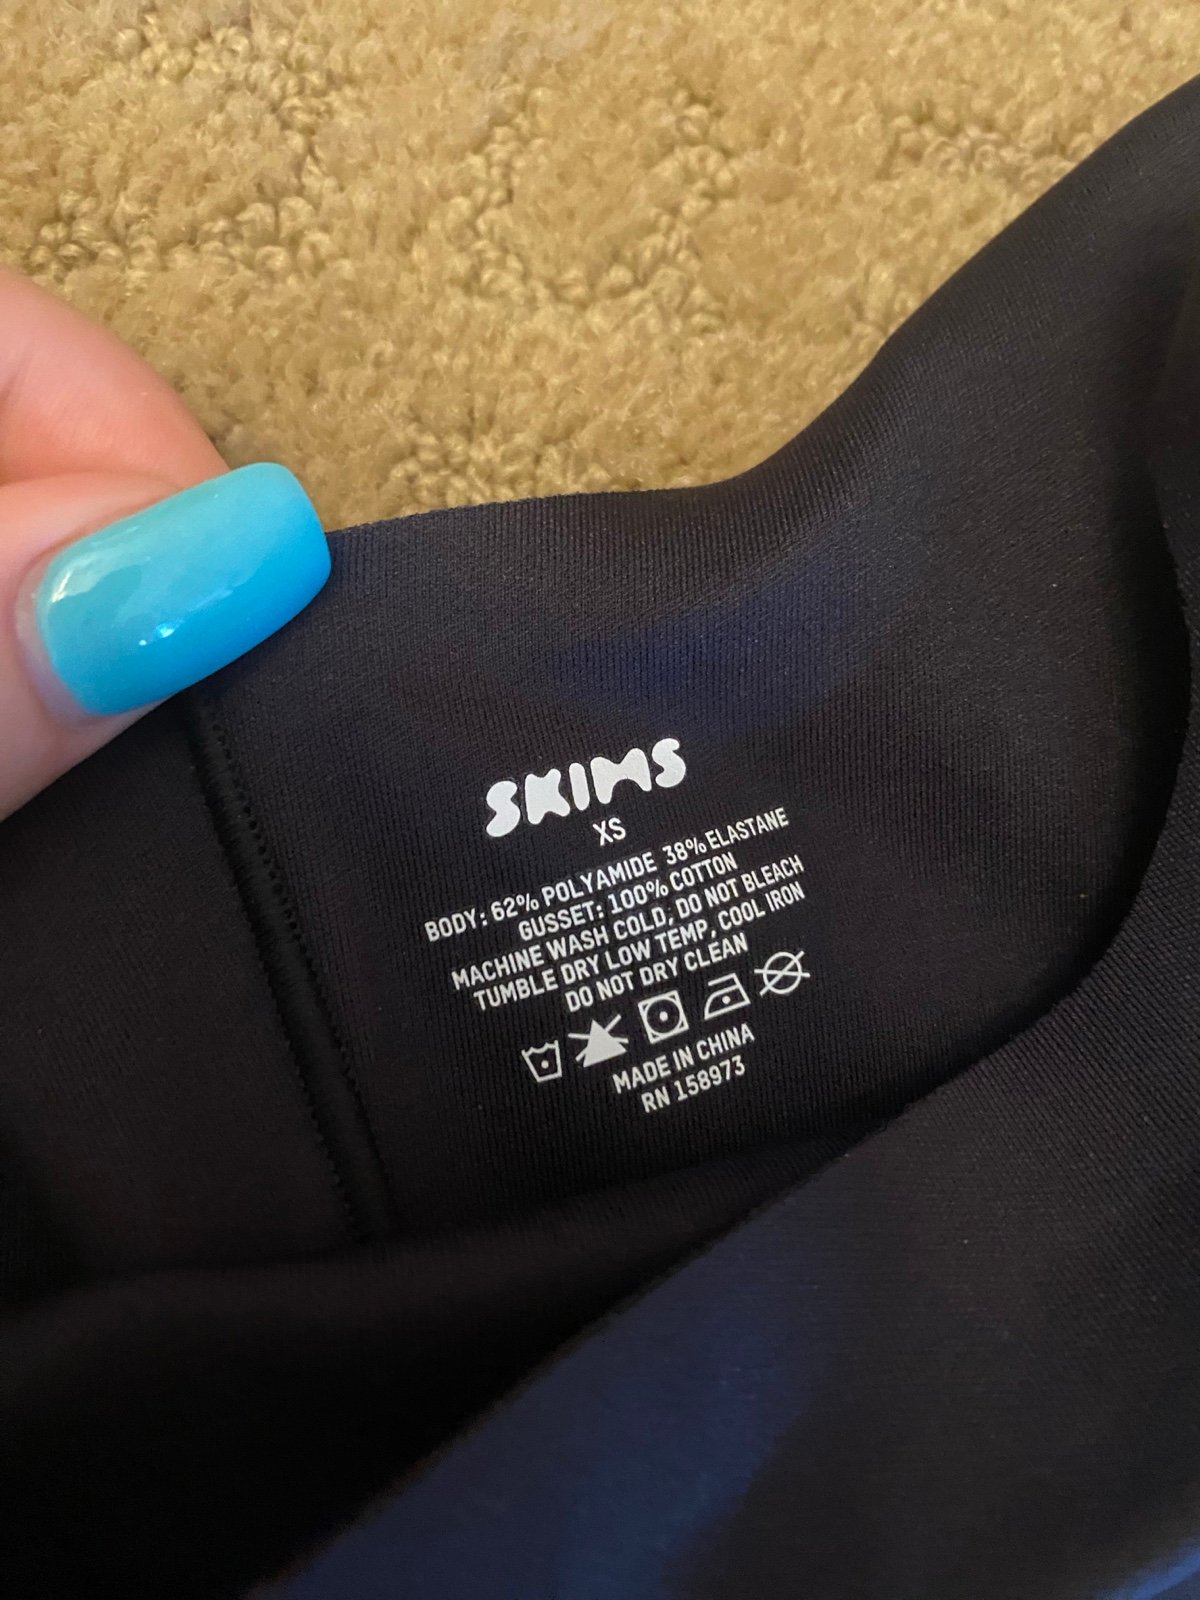 SKIMS
XS
BODY: 62% POLYAMIDE 38% ELASTANE
GUSSET: 100% COTTON
MACHINE WASH COLD, DO NOT BLEACH
TUMBLE DRY LOW TEMP, COOL IRON
DO NOT DRY CLEAN
MADE IN CHINA
RN 158973